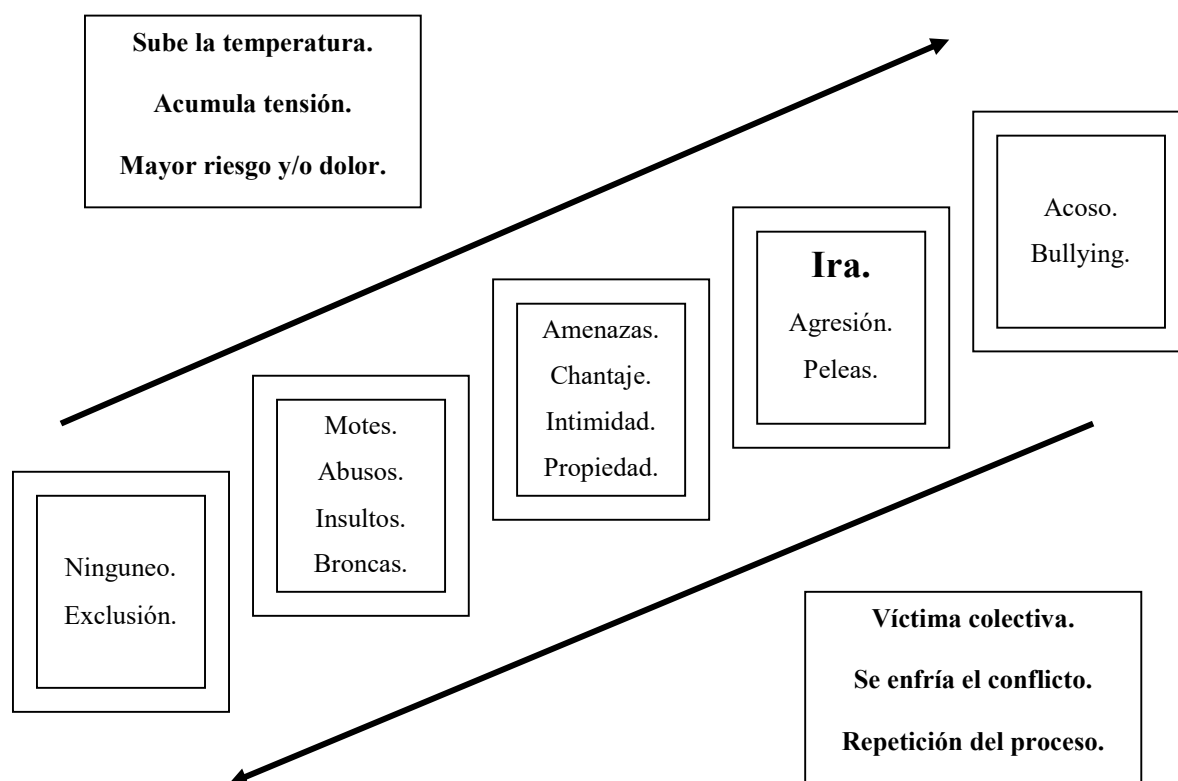 Sube la temperatura.
Acumula tensión.
Mayor riesgo y/o dolor.
Acoso.
Bullying.
Ira.
Agresión.
Peleas.
Amenazas.
Chantaje.
Intimidad.
Propiedad.
Motes.
Abusos.
Insultos.
Broncas.
Ninguneo.
Exclusión.
Víctima colectiva.
Se enfría el conflicto.
Repetición del proceso.